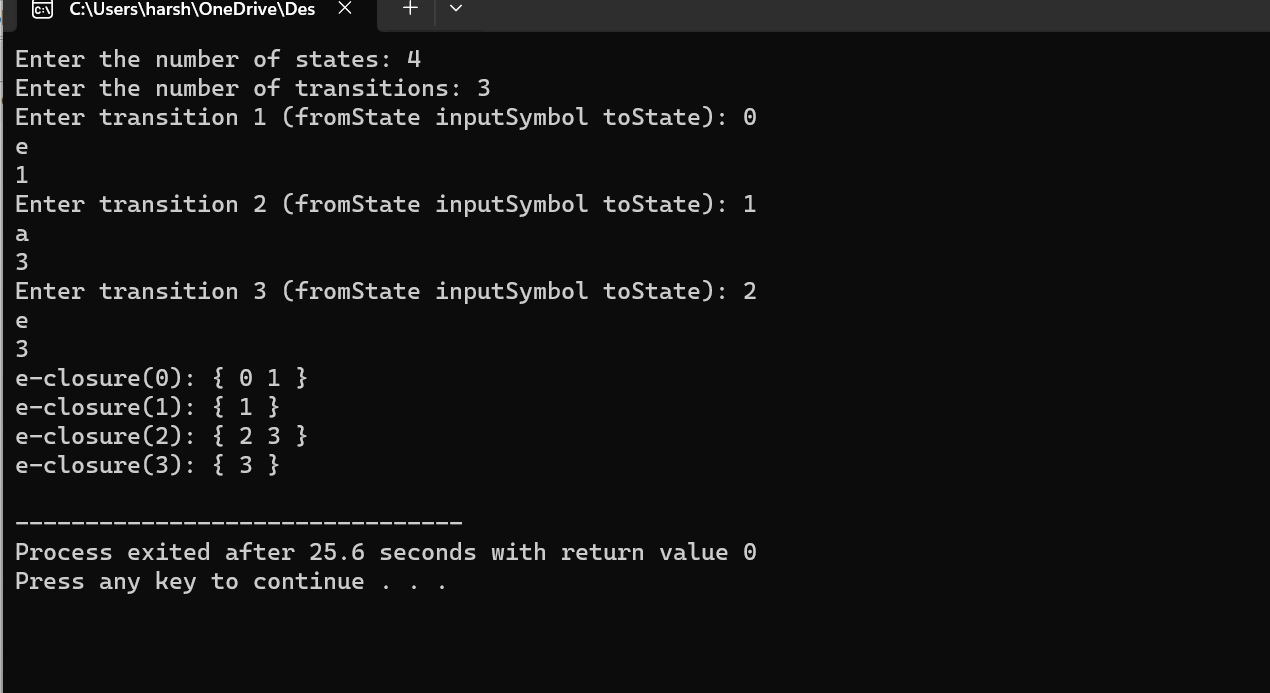 C:\Users\harsh\OneDrive\Des
Enter the number of states: 4
Enter the number of transitions: 3
Enter transition 1 (fromState inputSymbol toState): 0
e
1
Enter transition 2 (fromState inputSymbol toState): 1
a
3
Enter transition 3 (fromState inputSymbol toState): 2
e
3
e-closure(0): { 0 1 }
e-closure(1): { 1 }
e-closure(2): { 2 3 }
e-closure(3): { 3 }
--------------------------------
Process exited after 25.6 seconds with return value 0
Press any key to continue . . .